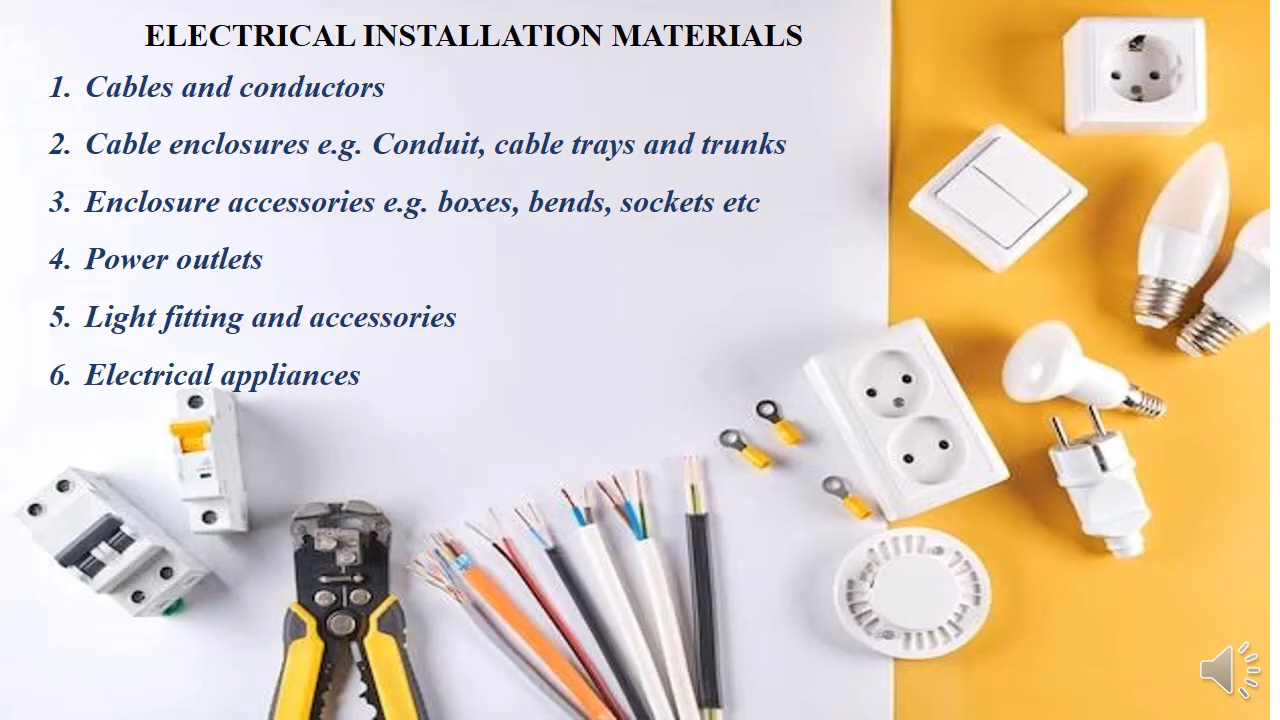 ELECTRICAL INSTALLATION MATERIALS
1. Cables and conductors
2. Cable enclosures e.g. Conduit, cable trays and trunks
3. Enclosure accessories e.g. boxes, bends, sockets etc
4. Power outlets
5. Light fitting and accessories
6. Electrical appliances